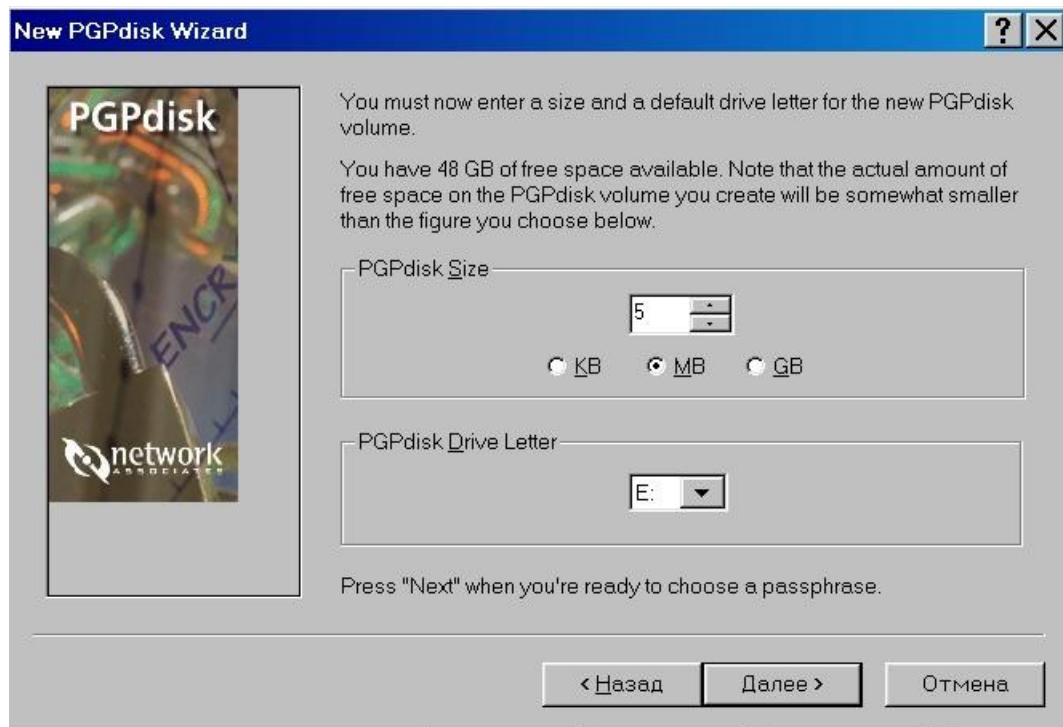 New PGPdisk Wizard
PGPdisk
ENCR
network
ASSOCIATES
You must now enter a size and a default drive letter for the new PGPdisk
volume.
You have 48 GB of free space available. Note that the actual amount of
free space on the PGPdisk volume you create will be somewhat smaller
than the figure you choose below.
PGPdisk Size
5
KB MB GB
PGPdisk Drive Letter
E:
Press "Next" when you're ready to choose a passphrase.
< Назад Далее > Отмена